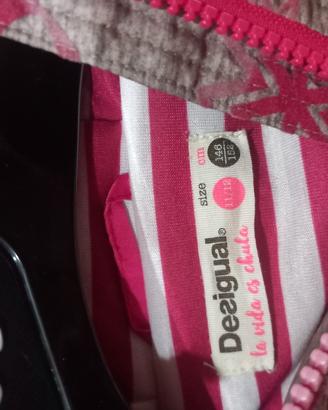 Desigual®
la vida es chula
size 11/12
cm 146/152